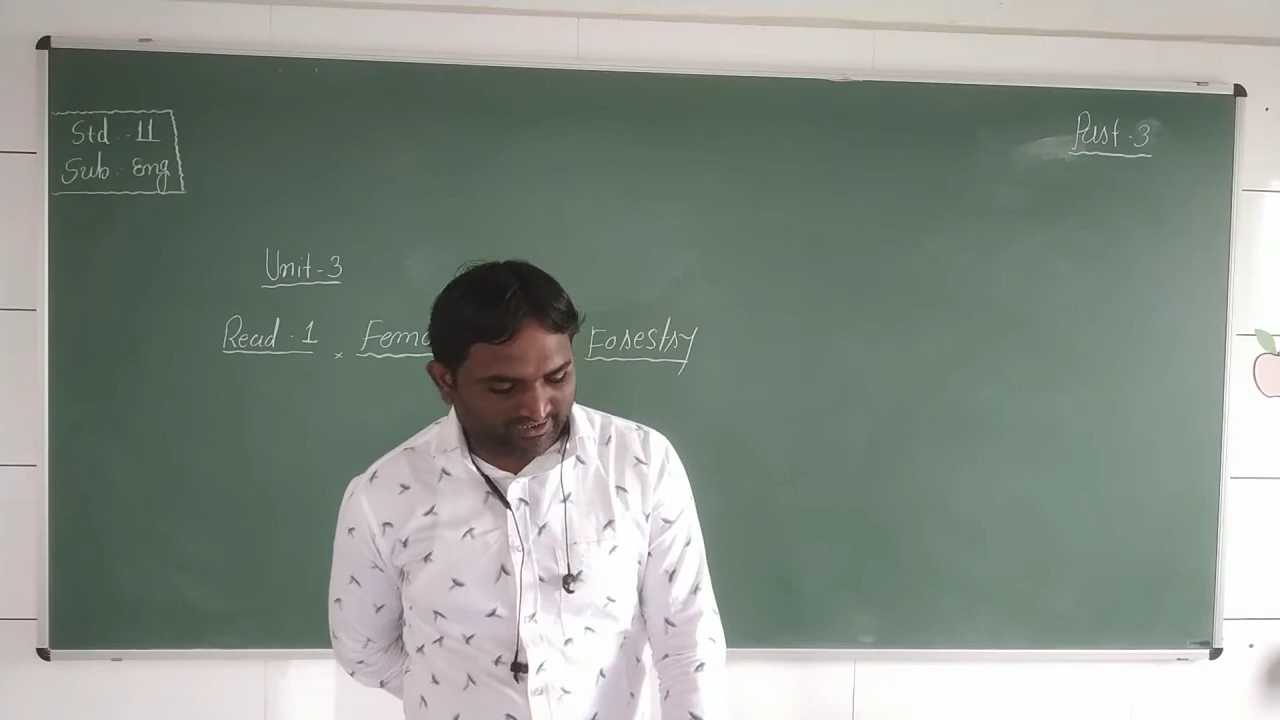 Std. 11
Sub. Eng
Part-3
Unit-3
Read. 1 Forestry